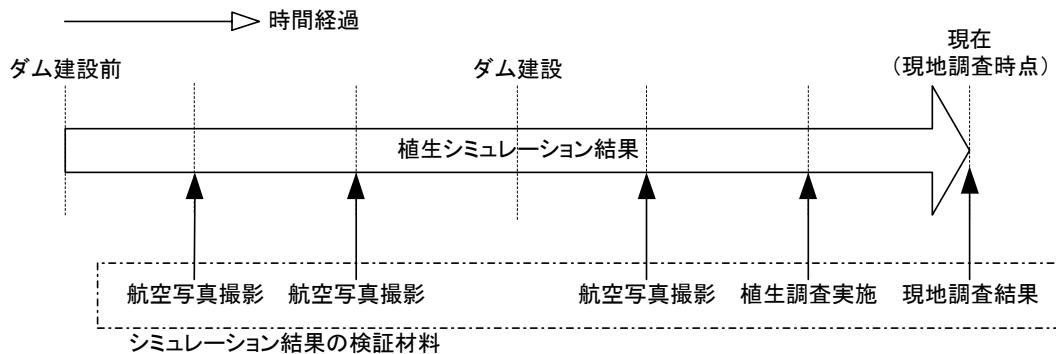 時間経過
ダム建設前
ダム建設
現在
（現地調査時点）
植生シミュレーション結果
航空写真撮影
航空写真撮影
航空写真撮影
植生調査実施
現地調査結果
シミュレーション結果の検証材料